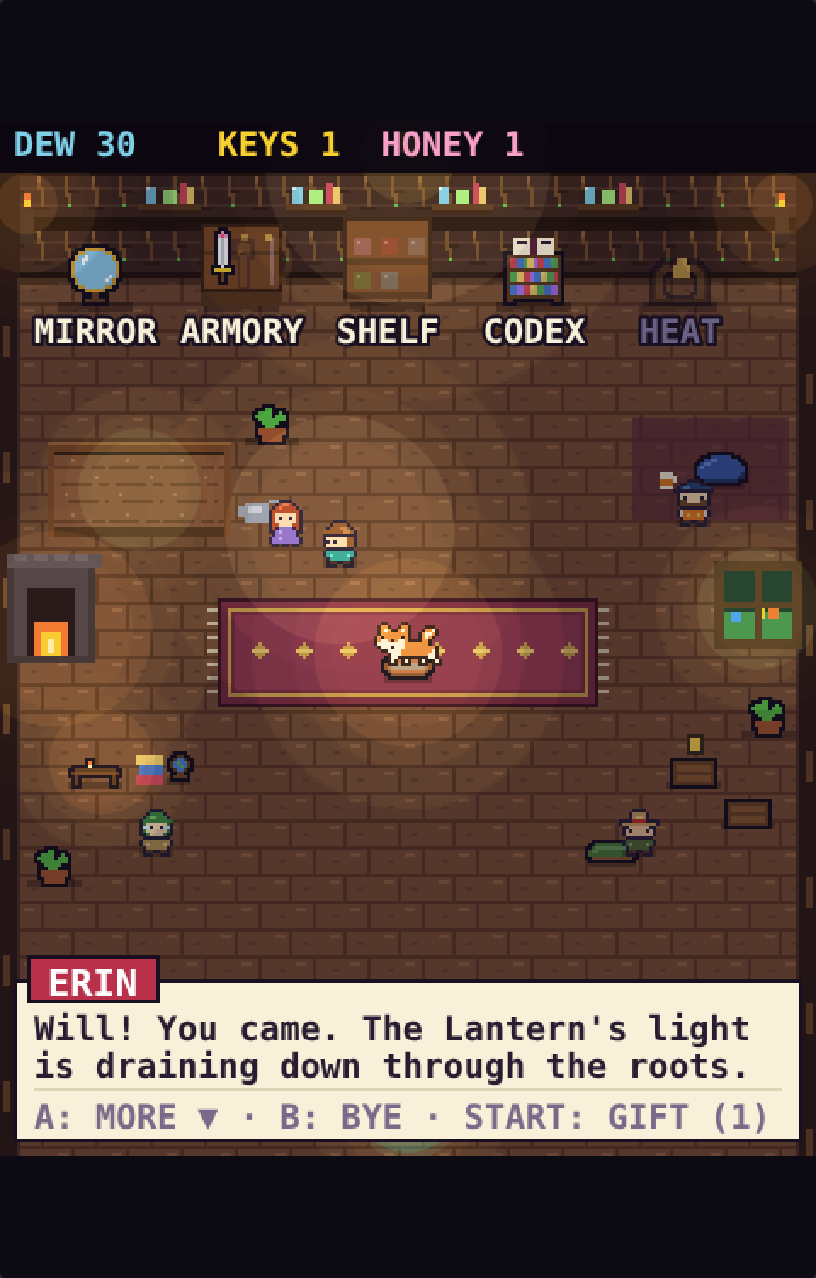 DEW 30 KEYS 1 HONEY 1
MIRROR ARMORY SHELF CODEX HEAT
ERIN
Will! You came. The Lantern's light
is draining down through the roots.
A: MORE ▼ · B: BYE · START: GIFT (1)